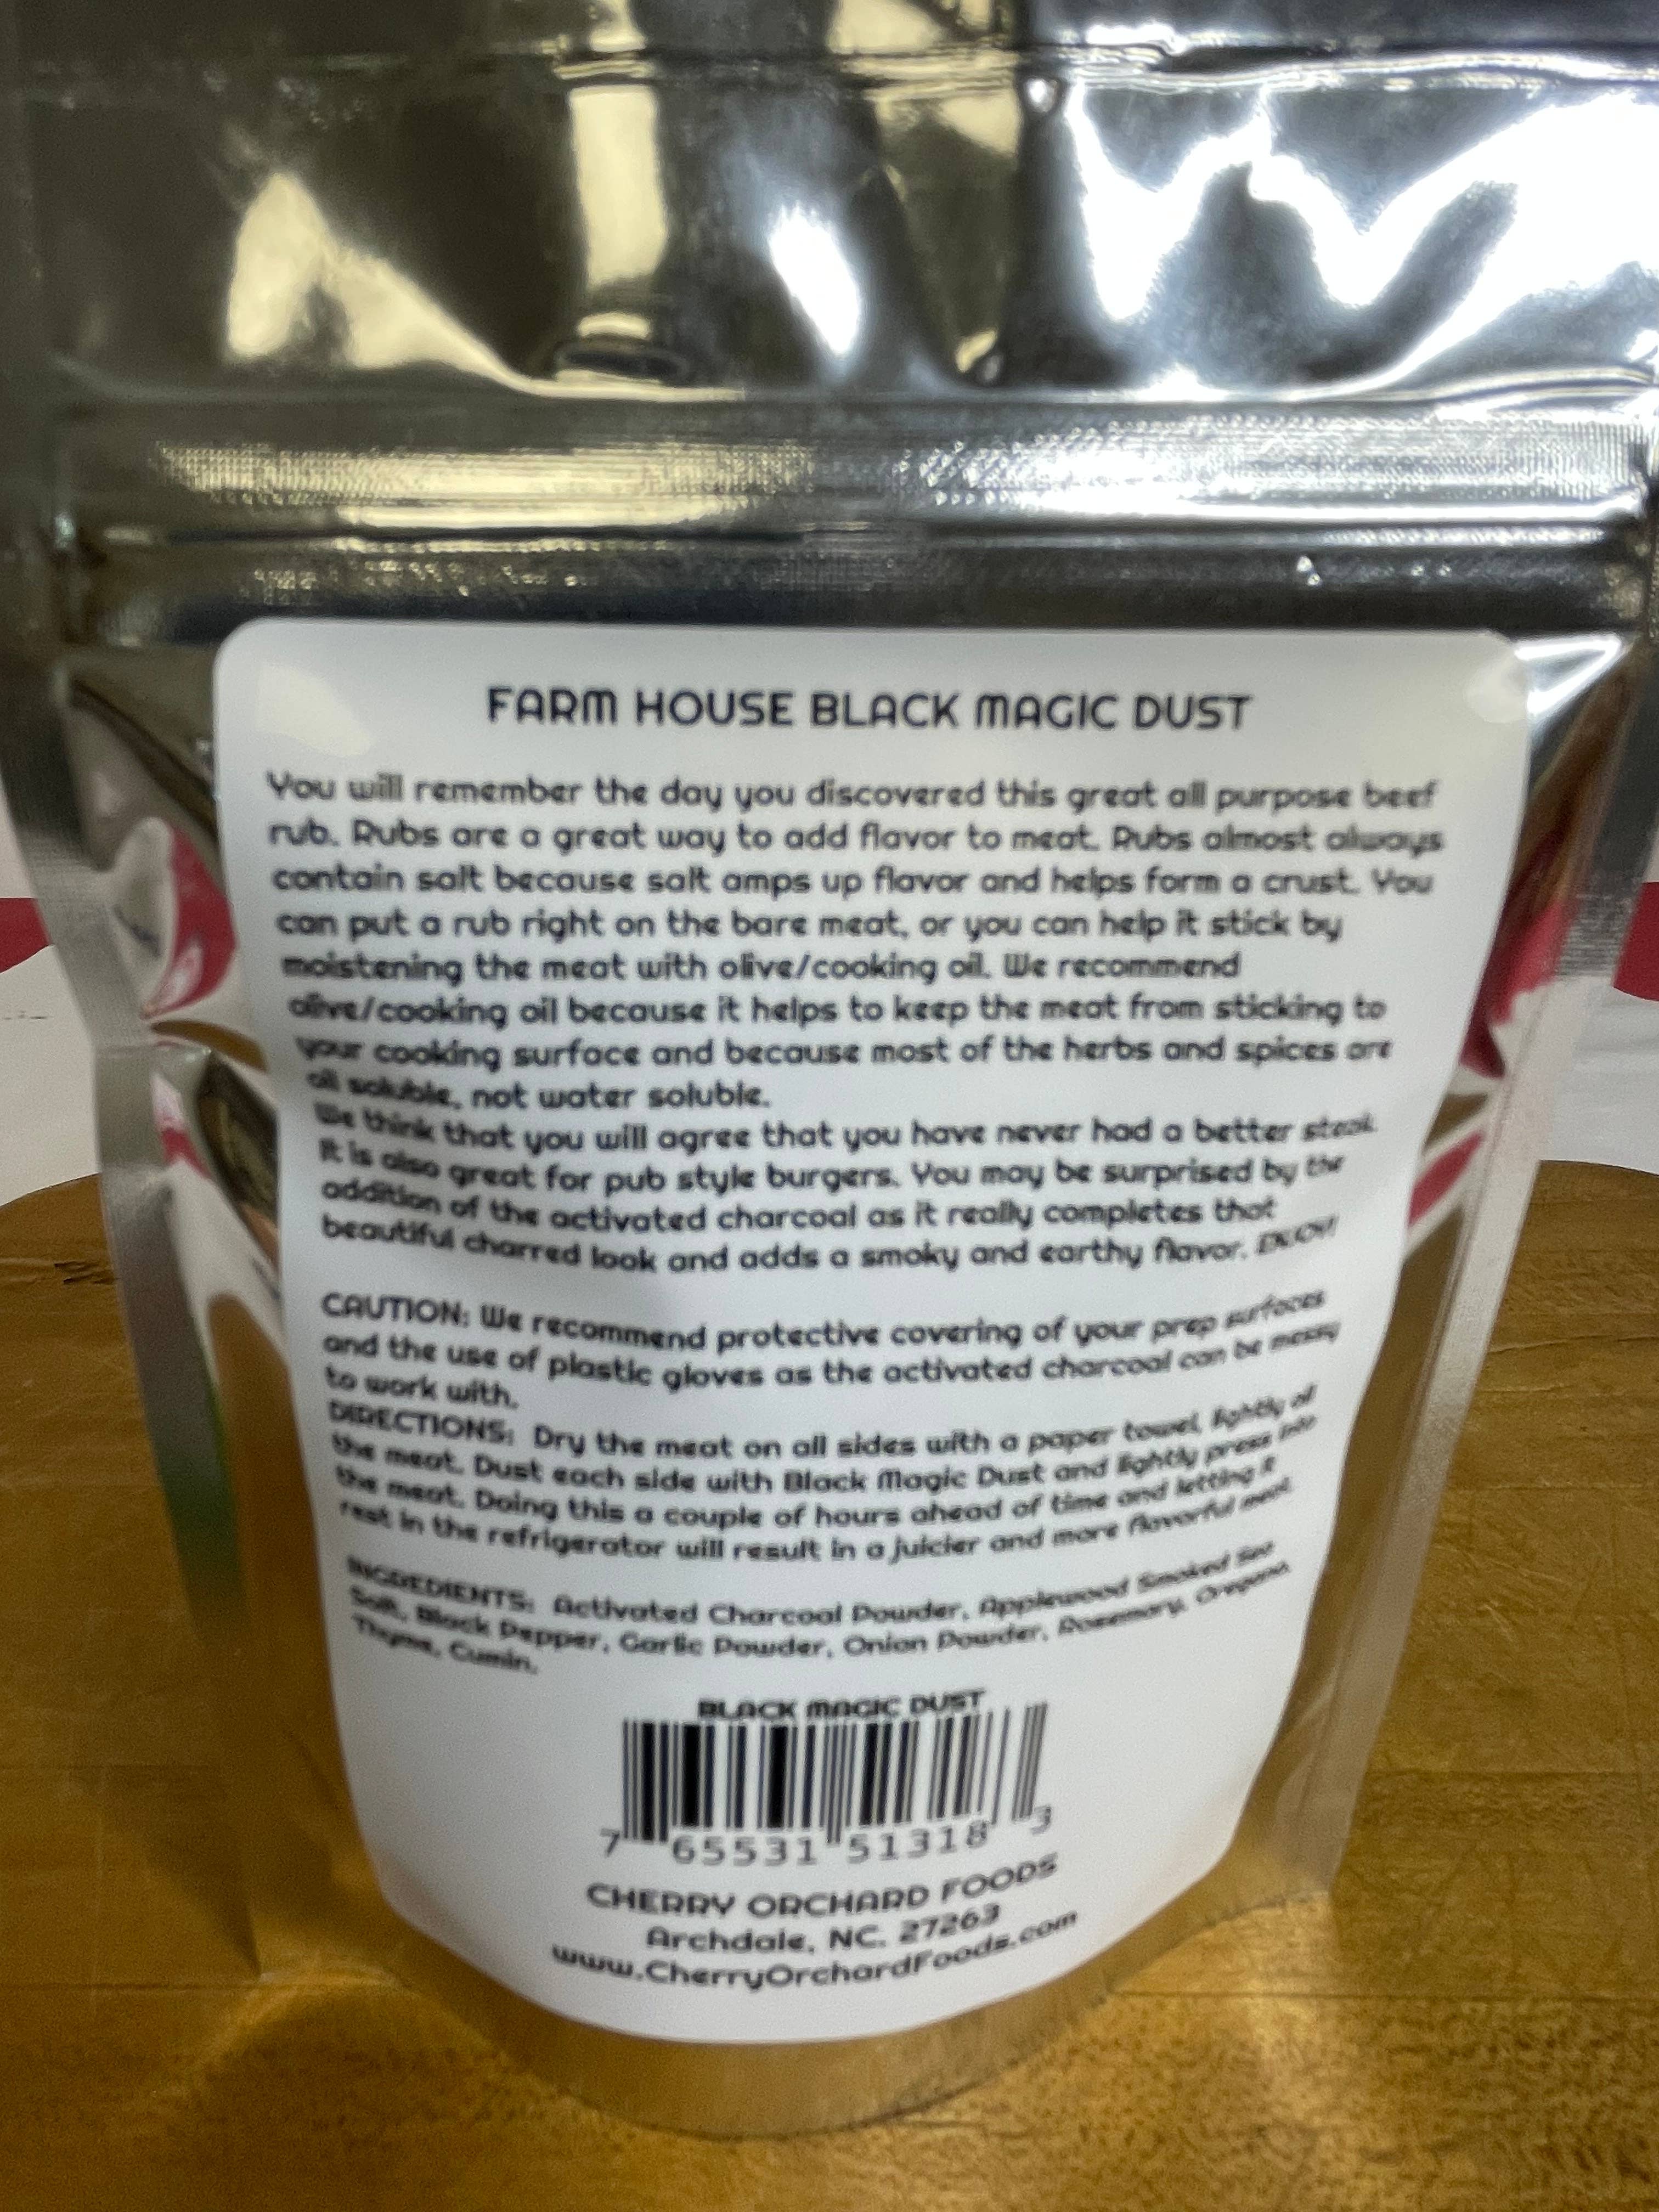 FARM HOUSE BLACK MAGIC DUST
You will remember the day you discovered this great all purpose beef
rub. Rubs are a great way to add flavor to meat. Rubs almost always
contain salt because salt amps up flavor and helps form a crust. You
can put a rub right on the bare meat, or you can help it stick by
moistening the meat with olive/cooking oil. We recommend
olive/cooking oil because it helps to keep the meat from sticking to
your cooking surface and because most of the herbs and spices are
oil soluble, not water soluble.
We think that you will agree that you have never had a better steak.
It is also great for pub style burgers. You may be surprised by the
addition of the activated charcoal as it really completes that
beautiful charred look and adds a smoky and earthy flavor. ENJOY!
CAUTION: We recommend protective covering of your prep surfaces
and the use of plastic gloves as the activated charcoal can be messy
to work with.
DIRECTIONS: Dry the meat on all sides with a paper towel, lightly oil
the meat. Dust each side with Black Magic Dust and lightly press into
the meat. Doing this a couple of hours ahead of time and letting it
rest in the refrigerator will result in a juicier and more flavorful meat.
INGREDIENTS: Activated Charcoal Powder, Applewood Smoked Sea
Salt, Black Pepper, Garlic Powder, Onion Powder, Rosemary, Oregano,
Thyme, Cumin.
BLACK MAGIC DUST
7 65531 51318 3
CHERRY ORCHARD FOODS
Archdale, NC. 27263
www.CherryOrchardFoods.com